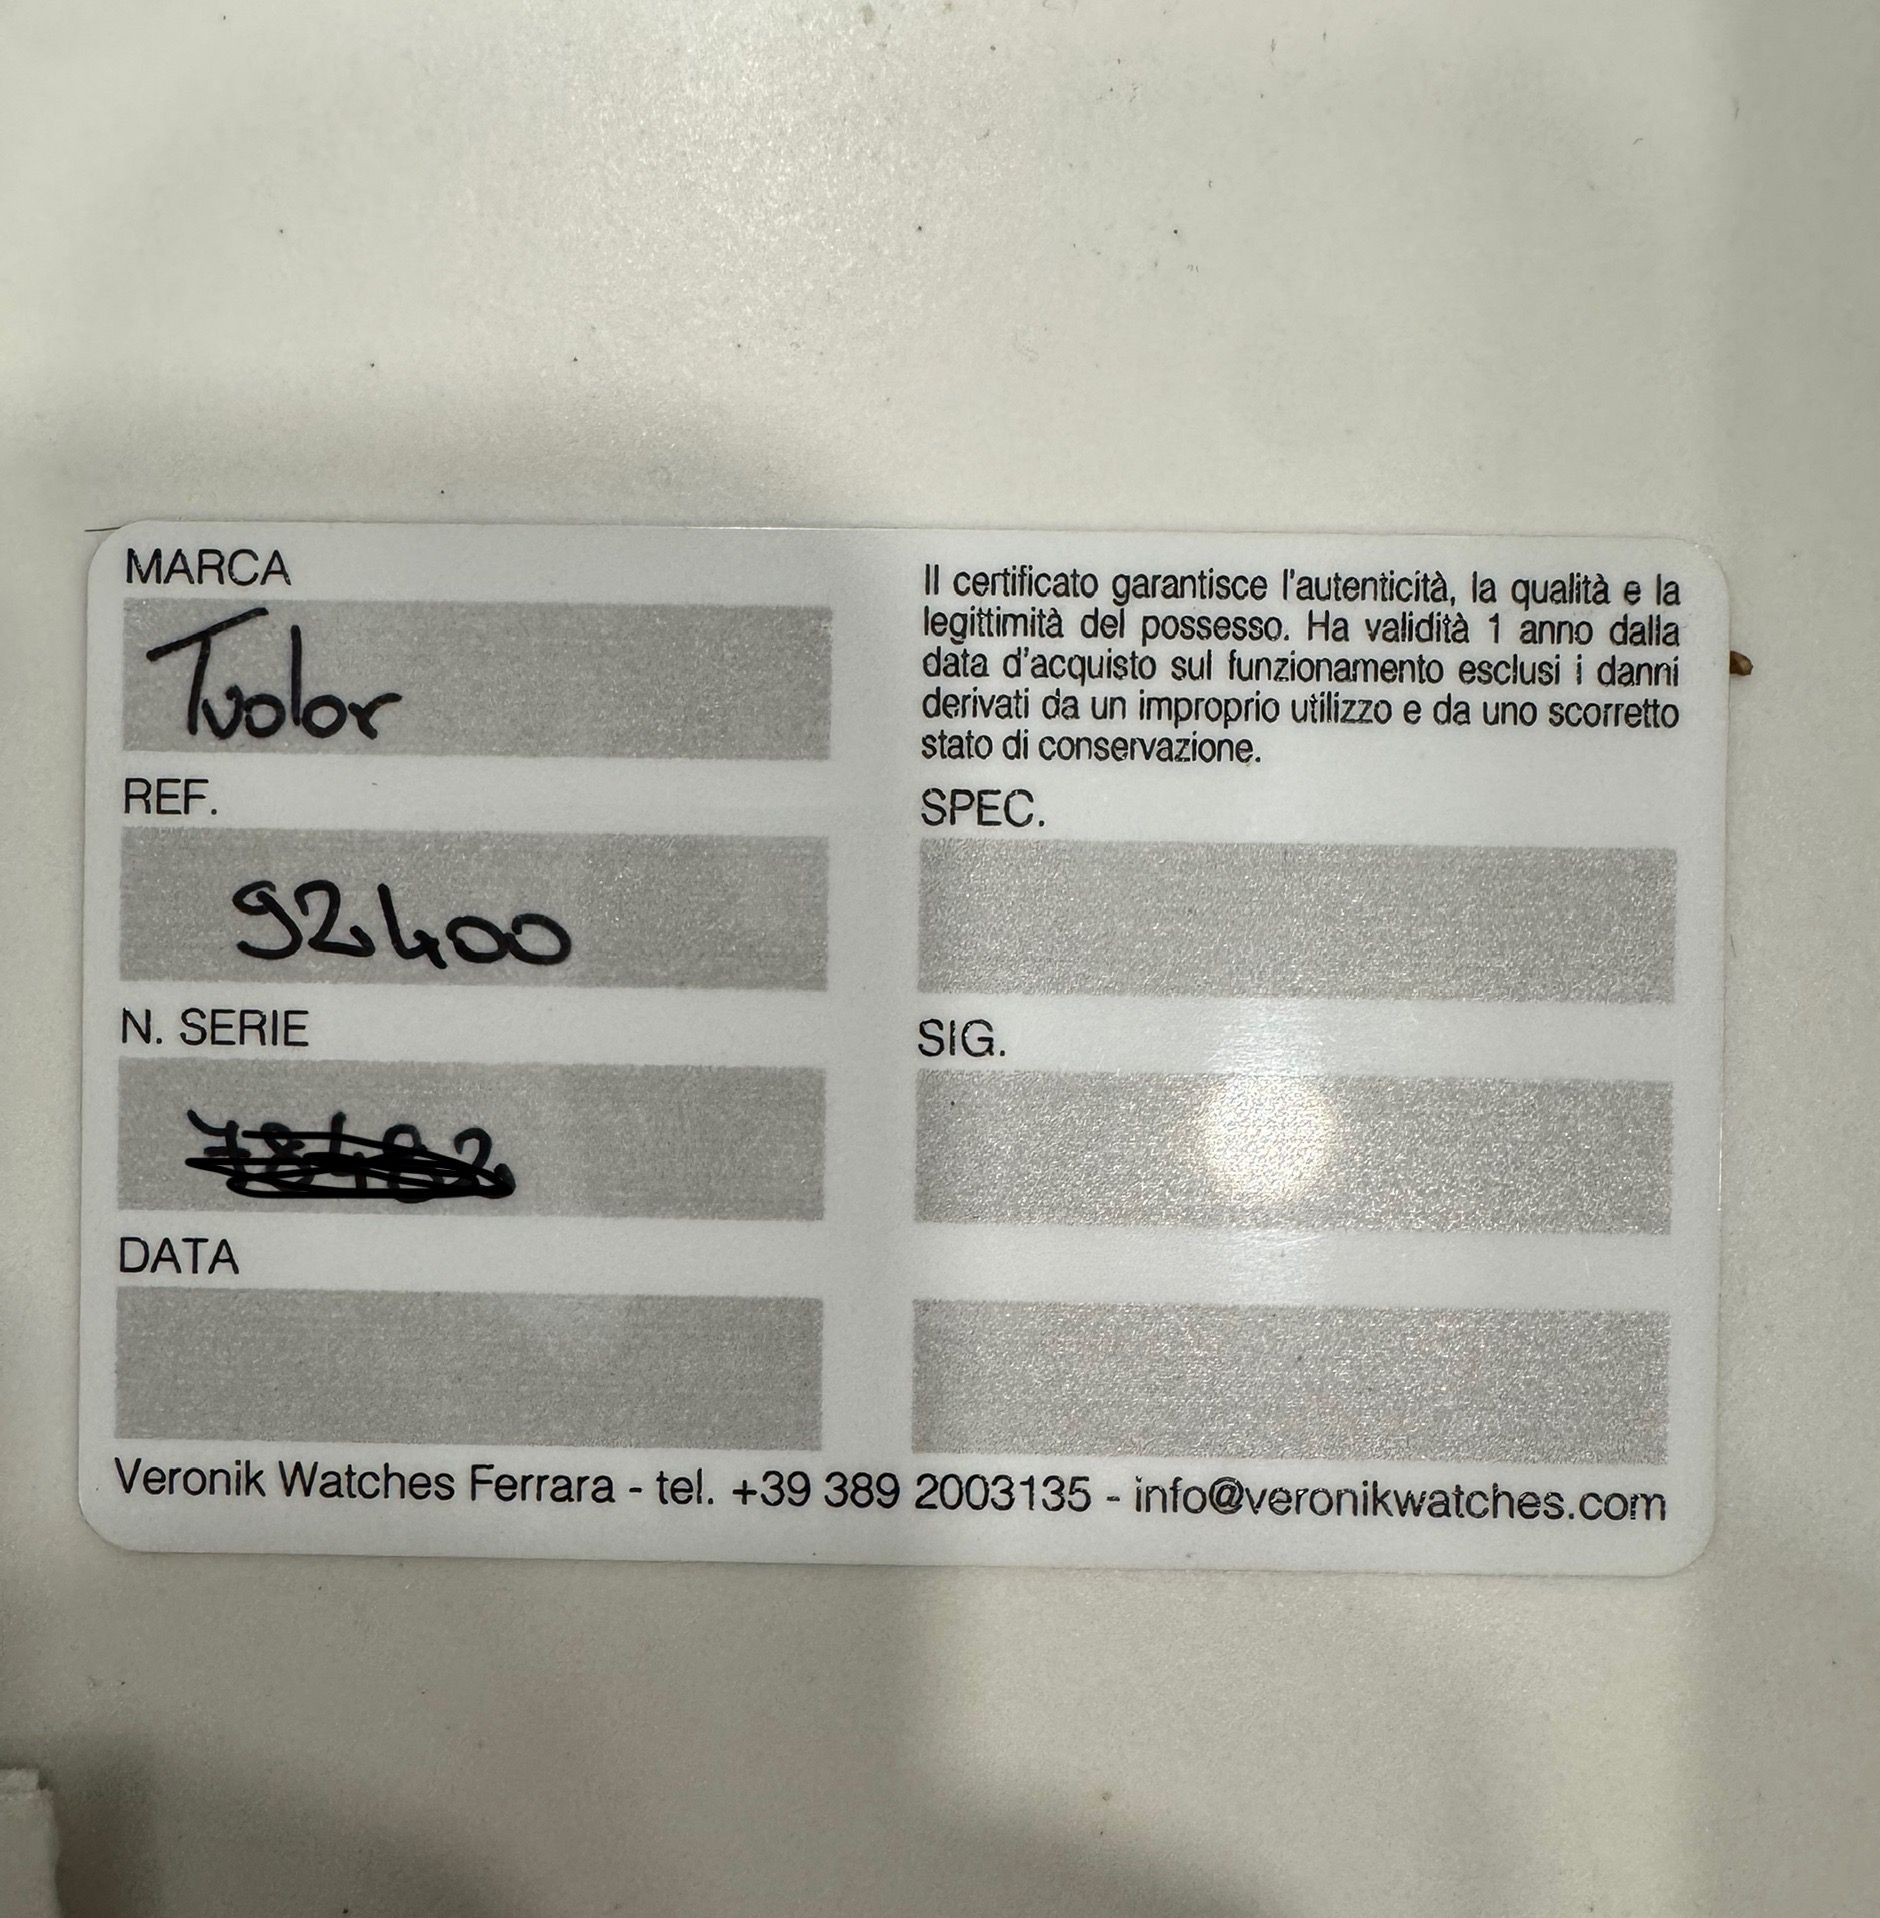 MARCA
Tudor
REF.
92400
N. SERIE
DATA
Il certificato garantisce l'autenticità, la qualità e la
legittimità del possesso. Ha validità 1 anno dalla
data d'acquisto sul funzionamento esclusi i danni
derivati da un improprio utilizzo e da uno scorretto
stato di conservazione.
SPEC.
SIG.
Veronik Watches Ferrara - tel. +39 389 2003135 - info@veronikwatches.com